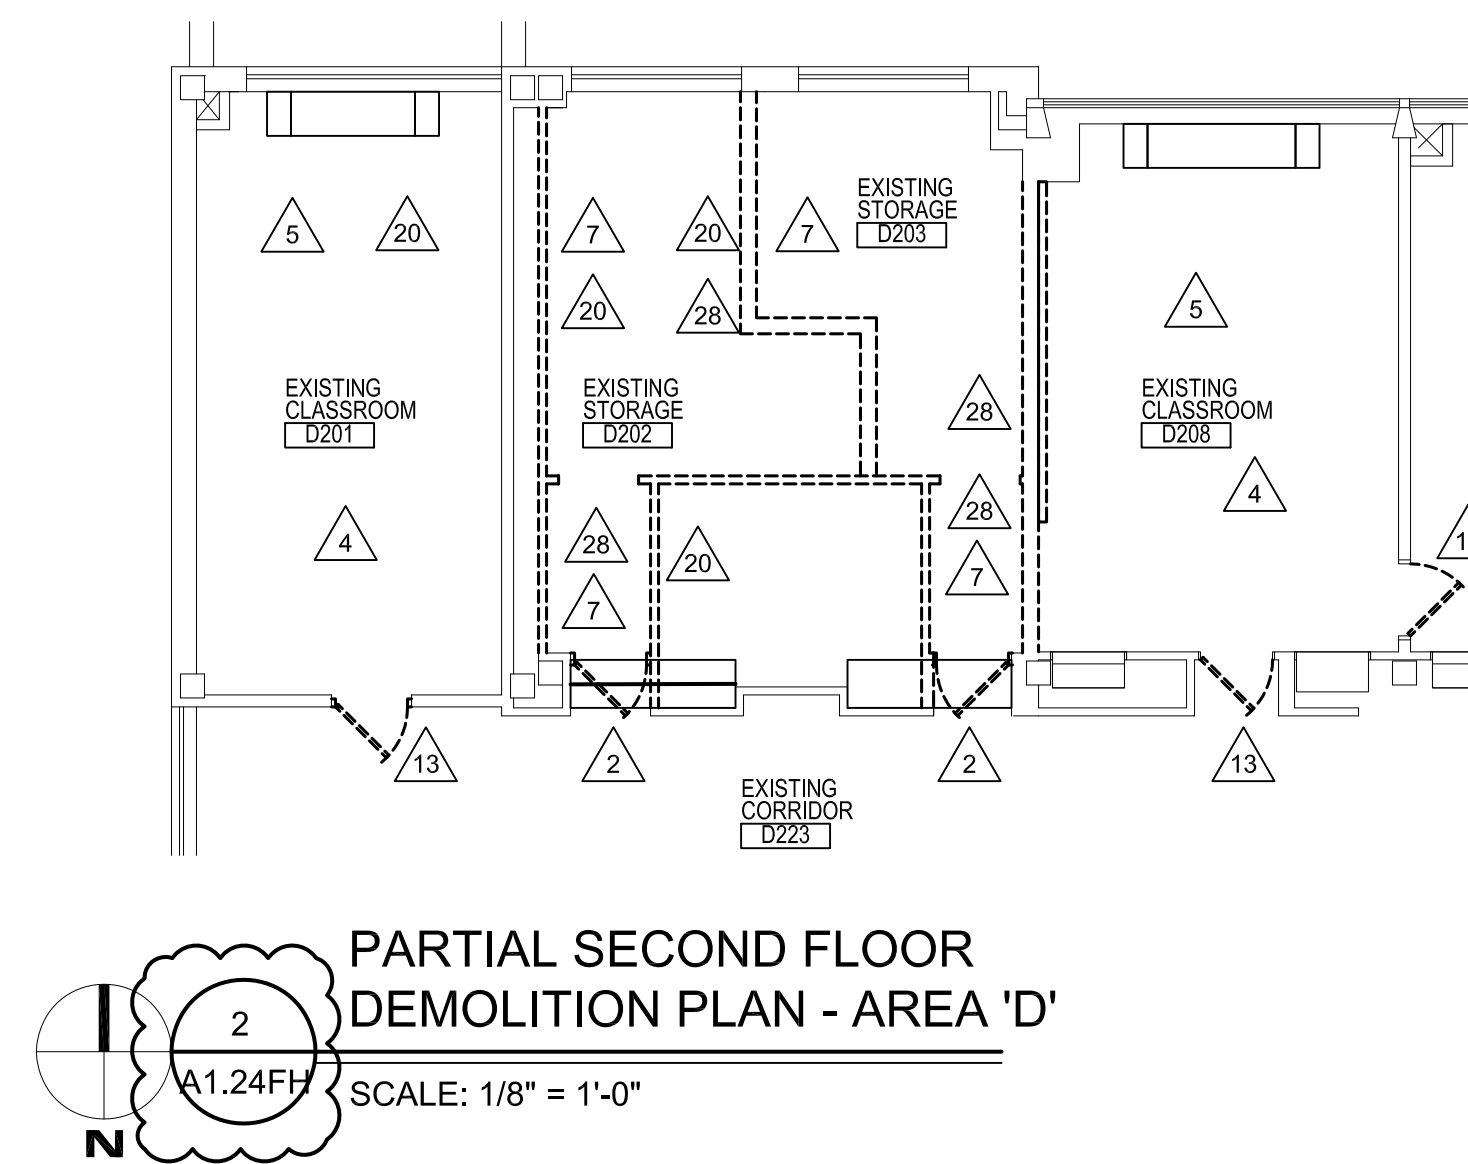 5
20
7
20
7
EXISTING
STORAGE
D203
20
28
5
EXISTING
CLASSROOM
D201
EXISTING
STORAGE
D202
28
EXISTING
CLASSROOM
D208
4
28
20
28
4
1
7
7
13
2
2
13
EXISTING
CORRIDOR
D223
PARTIAL SECOND FLOOR
DEMOLITION PLAN - AREA 'D'
2
A1.24FH
SCALE: 1/8" = 1'-0"
N